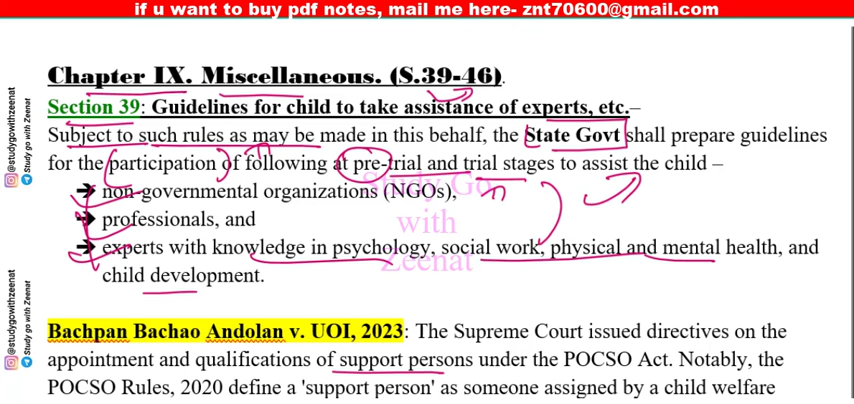 if u want to buy pdf notes, mail me here- znt70600@gmail.com
Chapter IX. Miscellaneous. (S.39-46).
Section 39: Guidelines for child to take assistance of experts, etc.–
Subject to such rules as may be made in this behalf, the State Govt shall prepare guidelines
for the participation of following at pre-trial and trial stages to assist the child –
➔ non-governmental organizations (NGOs),
➔ professionals, and
➔ experts with knowledge in psychology, social work, physical and mental health, and
child development.
Study Go
with
Zeenat
Bachpan Bachao Andolan v. UOI, 2023: The Supreme Court issued directives on the
appointment and qualifications of support persons under the POCSO Act. Notably, the
POCSO Rules, 2020 define a 'support person' as someone assigned by a child welfare
@studygowithzeenat
Study go with Zeenat
@studygowithzeenat
Study go with Zeenat